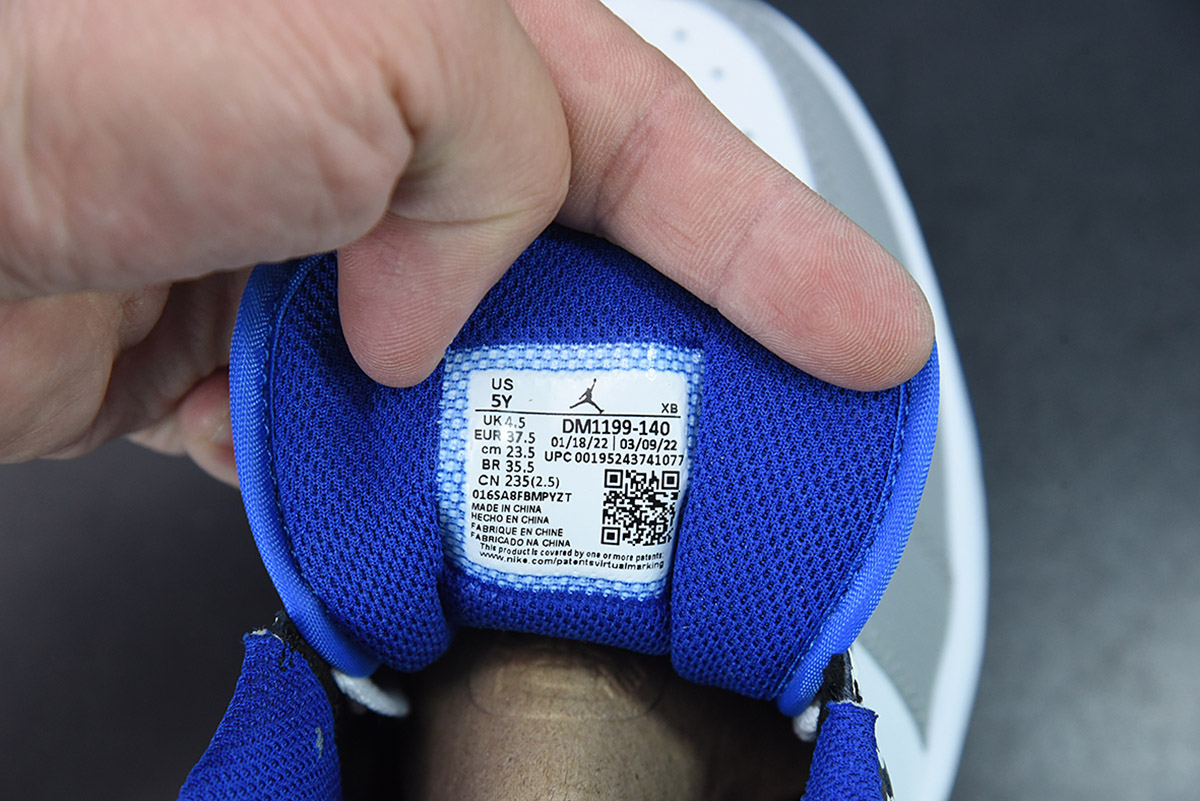 US
5Y
XB
UK 4.5
EUR 37.5
cm 23.5
BR 35.5
CN 235(2.5)
DM1199-140
01/18/22 | 03/09/22
UPC 00195243741077
016SA8FBMPYZT
MADE IN CHINA
HECHO EN CHINA
FABRIQUE EN CHINE
FABRICADO NA CHINA
This product is covered by one or more patents:
www.nike.com/patentsvirtualmarking